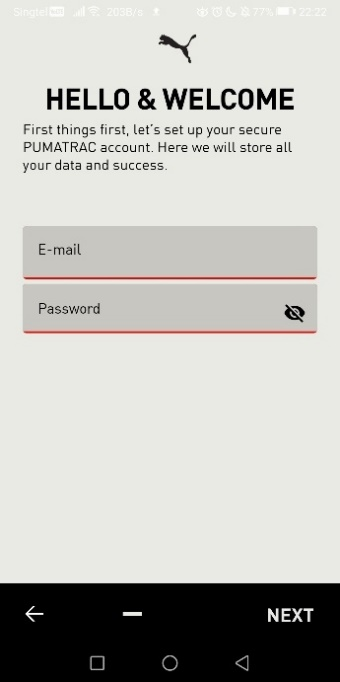 Singtel 203B/s 77% 22:22
HELLO & WELCOME
First things first, let's set up your secure
PUMATRAC account. Here we will store all
your data and success.
E-mail
Password
NEXT